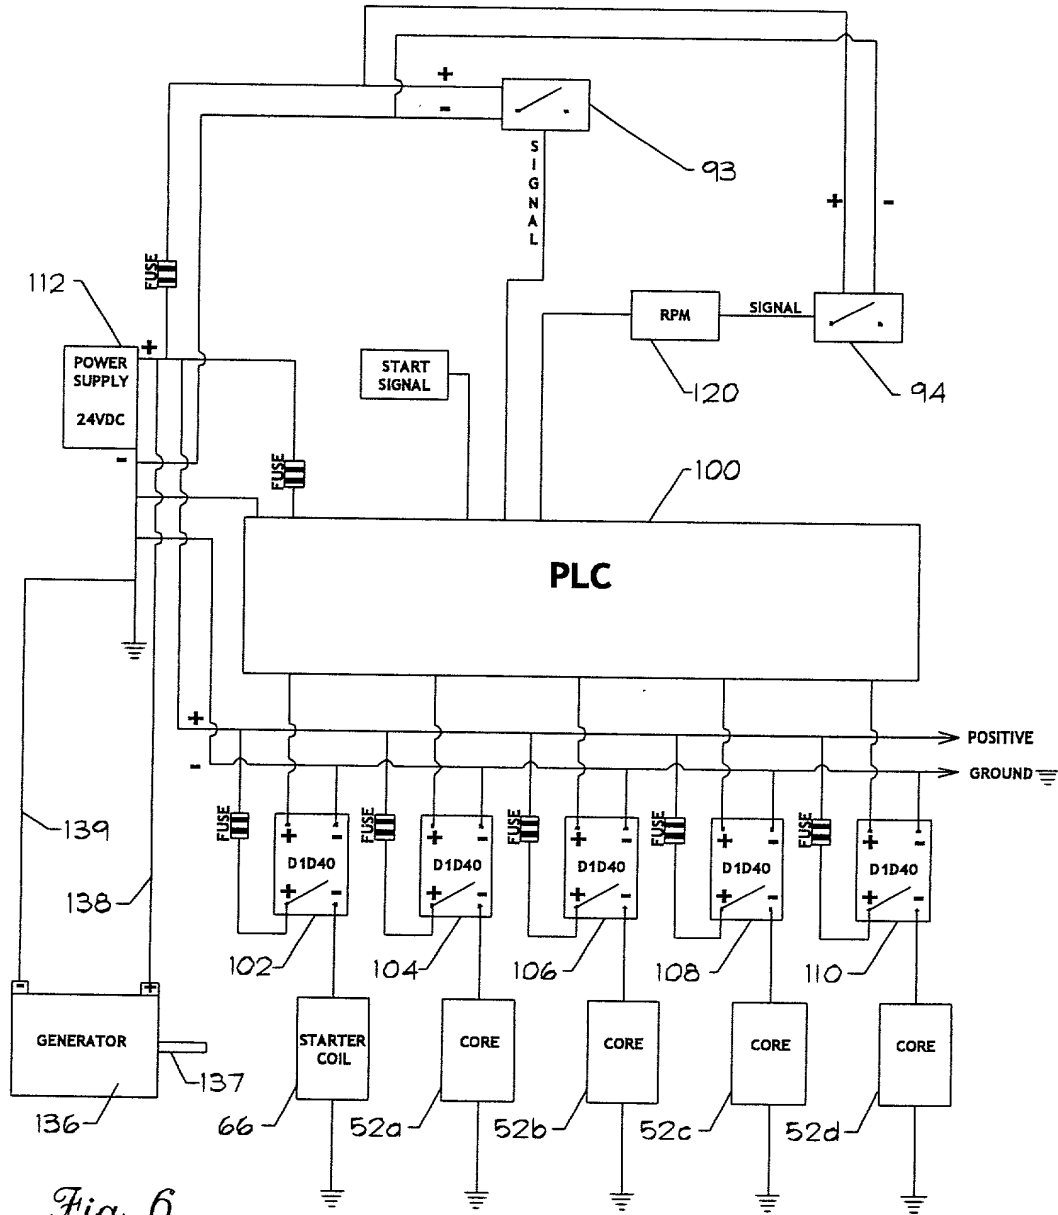 +
-
93
SIGNAL
+ -
FUSE
112
+
POWER
SUPPLY
24VDC
-
RPM
SIGNAL
START
SIGNAL
120
94
FUSE
100
PLC
+
POSITIVE
-
GROUND
139
FUSE
FUSE
FUSE
FUSE
FUSE
+ -
+ -
+ -
+ -
+ -
D1D40
D1D40
D1D40
D1D40
D1D40
+ -
+ -
+ -
+ -
+ -
138
102
104
106
108
110
- +
GENERATOR
STARTER
COIL
CORE
CORE
CORE
CORE
137
136
66
52a
52b
52c
52d
Fig. 6